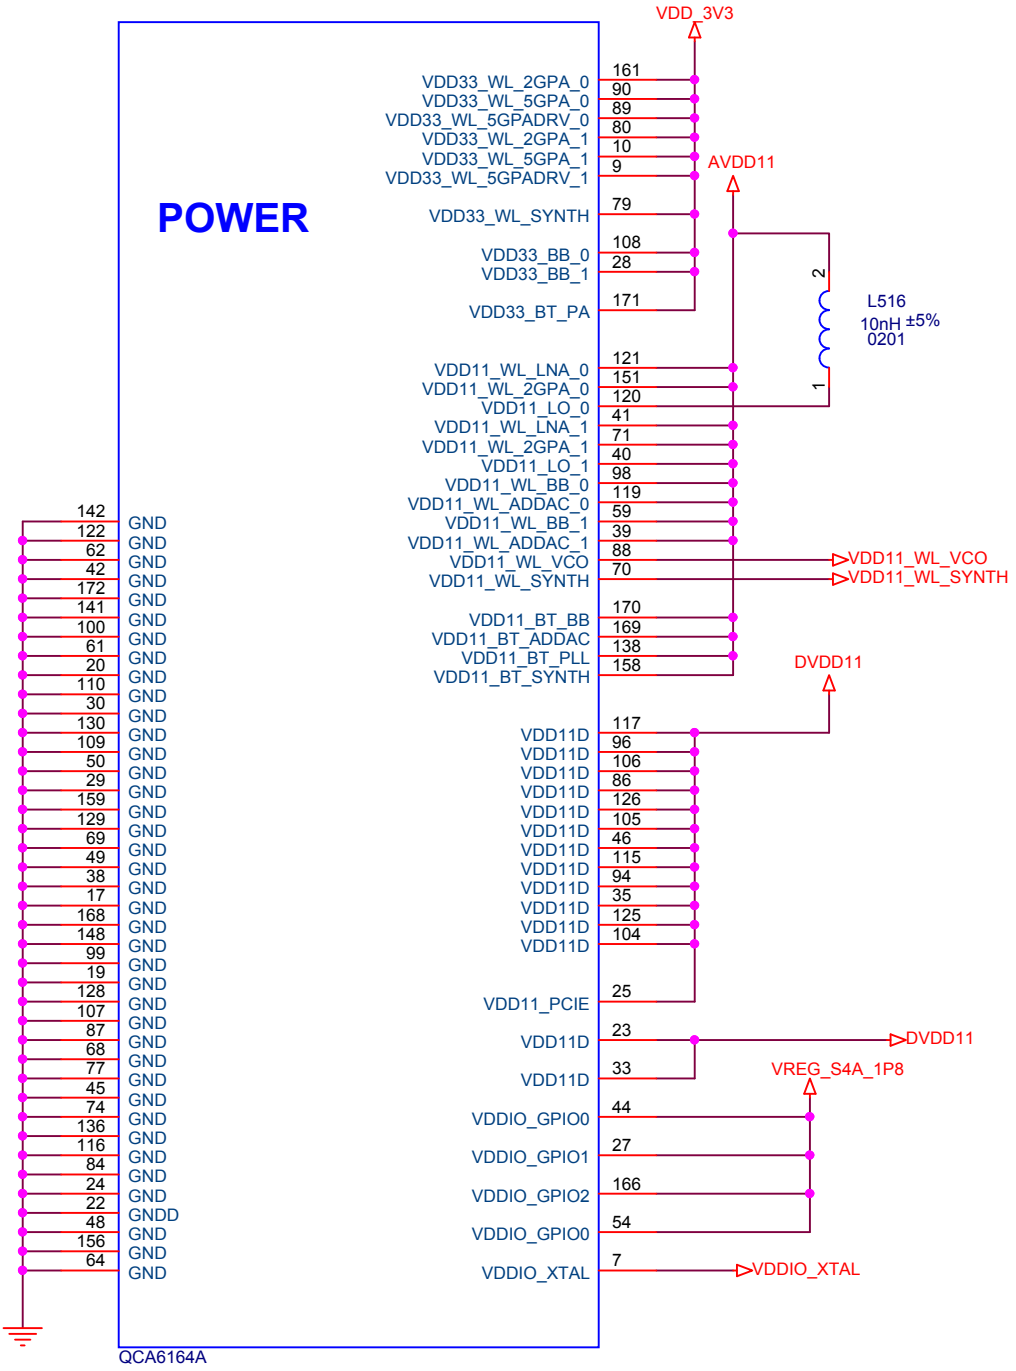 VDD_3V3
161
VDD33_WL_2GPA_0
90
VDD33_WL_5GPA_0
89
VDD33_WL_5GPADRV_0
80
VDD33_WL_2GPA_1
10
VDD33_WL_5GPA_1
9
VDD33_WL_5GPADRV_1
AVDD11
POWER
79
VDD33_WL_SYNTH
108
VDD33_BB_0
28
VDD33_BB_1
171
VDD33_BT_PA
2
L516
10nH ±5%
0201
1
121
VDD11_WL_LNA_0
151
VDD11_WL_2GPA_0
120
VDD11_LO_0
41
VDD11_WL_LNA_1
71
VDD11_WL_2GPA_1
40
VDD11_LO_1
98
VDD11_WL_BB_0
119
VDD11_WL_ADDAC_0
59
VDD11_WL_BB_1
39
VDD11_WL_ADDAC_1
88
VDD11_WL_VCO
VDD11_WL_VCO
70
VDD11_WL_SYNTH
VDD11_WL_SYNTH
170
VDD11_BT_BB
169
VDD11_BT_ADDAC
138
VDD11_BT_PLL
158
VDD11_BT_SYNTH
DVDD11
117
VDD11D
96
VDD11D
106
VDD11D
86
VDD11D
126
VDD11D
105
VDD11D
46
VDD11D
115
VDD11D
94
VDD11D
35
VDD11D
125
VDD11D
104
VDD11D
25
VDD11_PCIE
23
VDD11D
DVDD11
33
VDD11D
VREG_S4A_1P8
44
VDDIO_GPIO0
27
VDDIO_GPIO1
166
VDDIO_GPIO2
54
VDDIO_GPIO0
7
VDDIO_XTAL
VDDIO_XTAL
142
GND
122
GND
62
GND
42
GND
172
GND
141
GND
100
GND
61
GND
20
GND
110
GND
30
GND
130
GND
109
GND
50
GND
29
GND
159
GND
129
GND
69
GND
49
GND
38
GND
17
GND
168
GND
148
GND
99
GND
19
GND
128
GND
107
GND
87
GND
68
GND
77
GND
45
GND
74
GND
136
GND
116
GND
84
GND
24
GND
22
GNDD
48
GND
156
GND
64
GND
QCA6164A